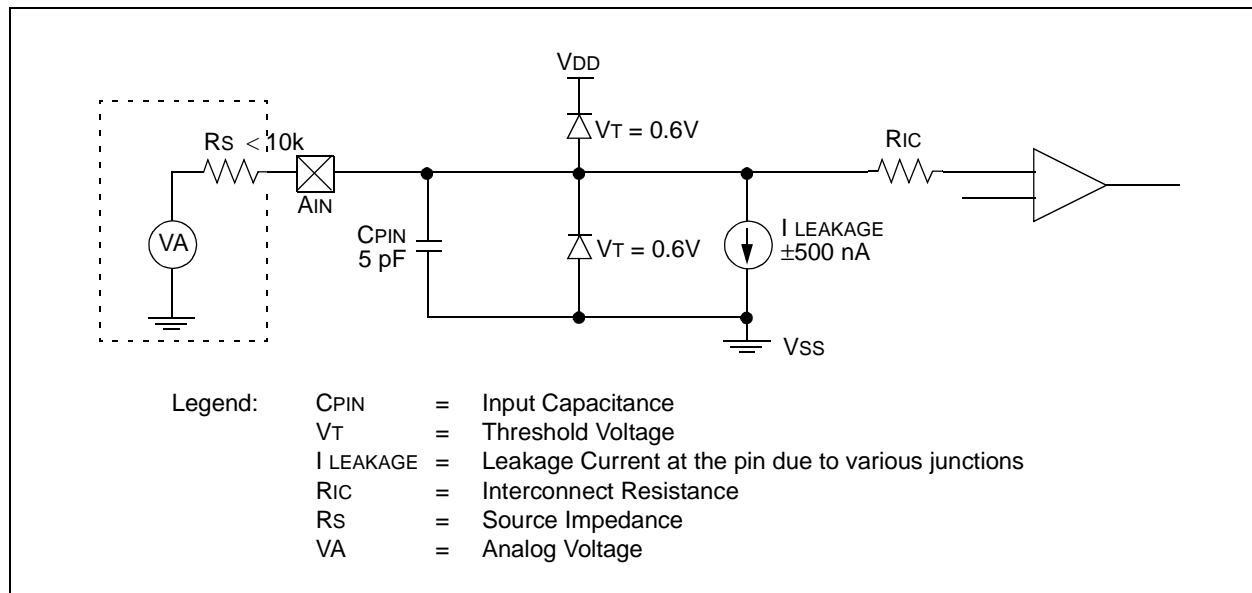 VDD
VT = 0.6V
RS < 10k
RIC
AIN
CPIN
5 pF
VA
VT = 0.6V
I LEAKAGE
±500 nA
VSS
Legend: CPIN = Input Capacitance
VT = Threshold Voltage
I LEAKAGE = Leakage Current at the pin due to various junctions
RIC = Interconnect Resistance
RS = Source Impedance
VA = Analog Voltage